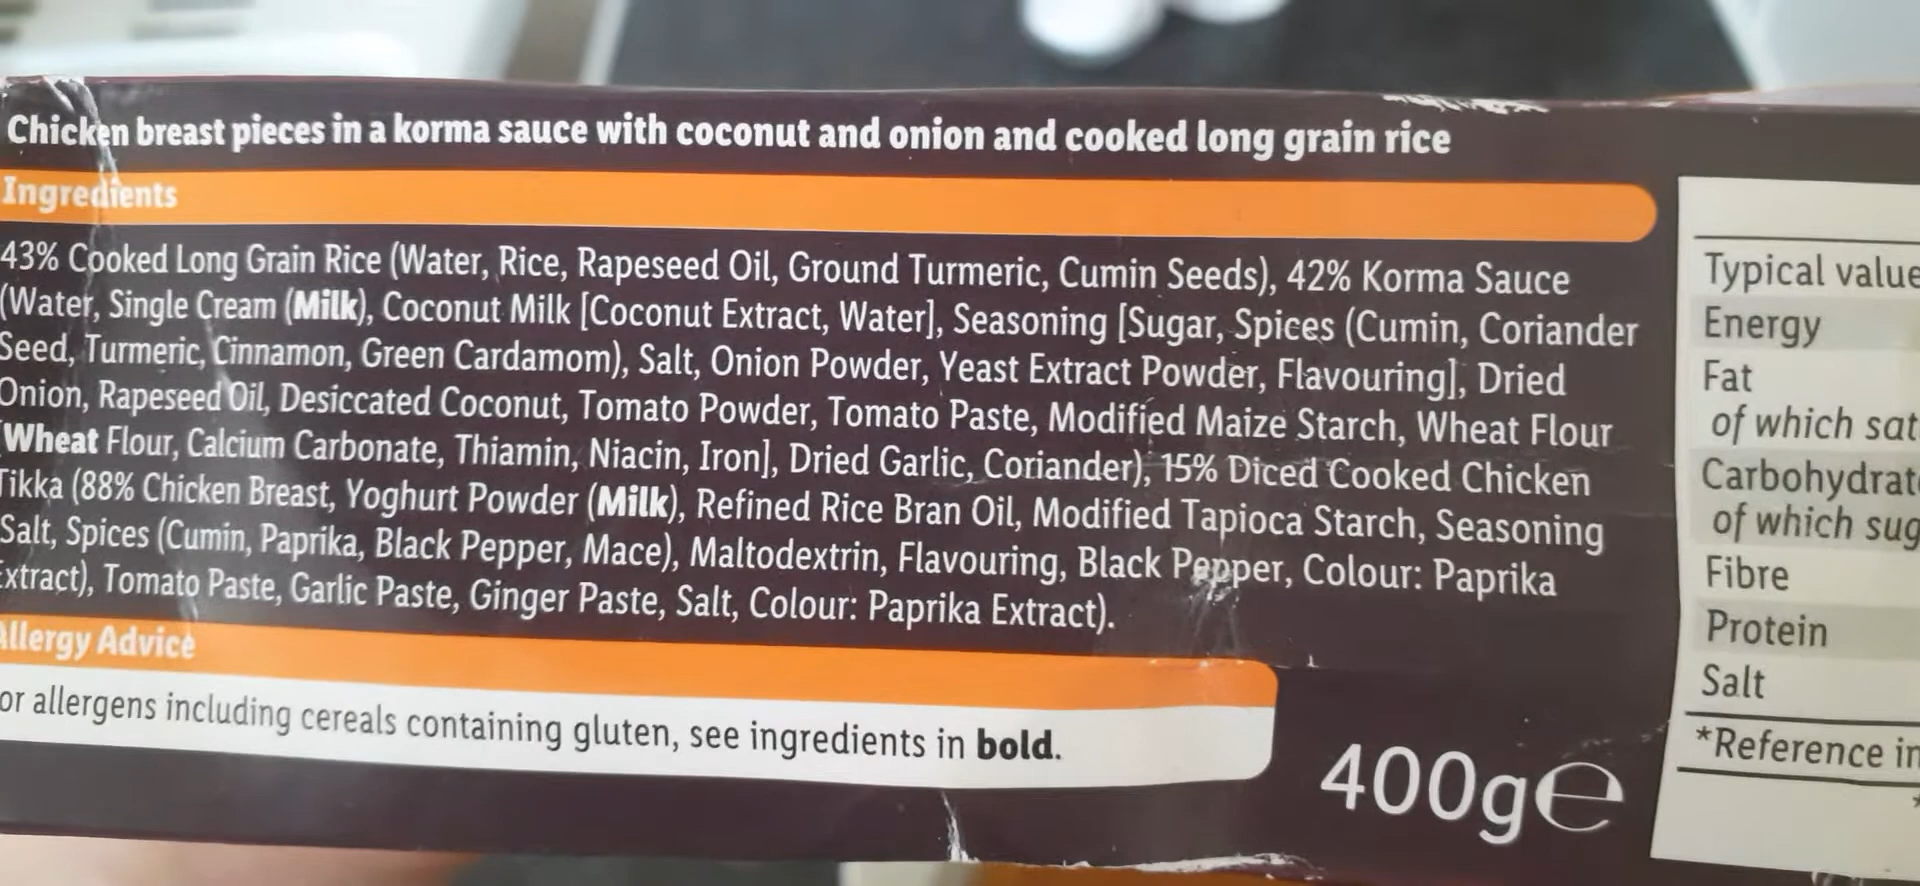 Chicken breast pieces in a korma sauce with coconut and onion and cooked long grain rice
Ingredients
43% Cooked Long Grain Rice (Water, Rice, Rapeseed Oil, Ground Turmeric, Cumin Seeds), 42% Korma Sauce
(Water, Single Cream (Milk), Coconut Milk [Coconut Extract, Water], Seasoning [Sugar, Spices (Cumin, Coriander
Seed, Turmeric, Cinnamon, Green Cardamom), Salt, Onion Powder, Yeast Extract Powder, Flavouring], Dried
Onion, Rapeseed Oil, Desiccated Coconut, Tomato Powder, Tomato Paste, Modified Maize Starch, Wheat Flour
[Wheat Flour, Calcium Carbonate, Thiamin, Niacin, Iron], Dried Garlic, Coriander), 15% Diced Cooked Chicken
Tikka (88% Chicken Breast, Yoghurt Powder (Milk), Refined Rice Bran Oil, Modified Tapioca Starch, Seasoning
Salt, Spices (Cumin, Paprika, Black Pepper, Mace), Maltodextrin, Flavouring, Black Pepper, Colour: Paprika
Extract), Tomato Paste, Garlic Paste, Ginger Paste, Salt, Colour: Paprika Extract).
Allergy Advice
or allergens including cereals containing gluten, see ingredients in bold.
400g℮
Typical value
Energy
Fat
of which sat
Carbohydrat
of which sug
Fibre
Protein
Salt
*Reference in